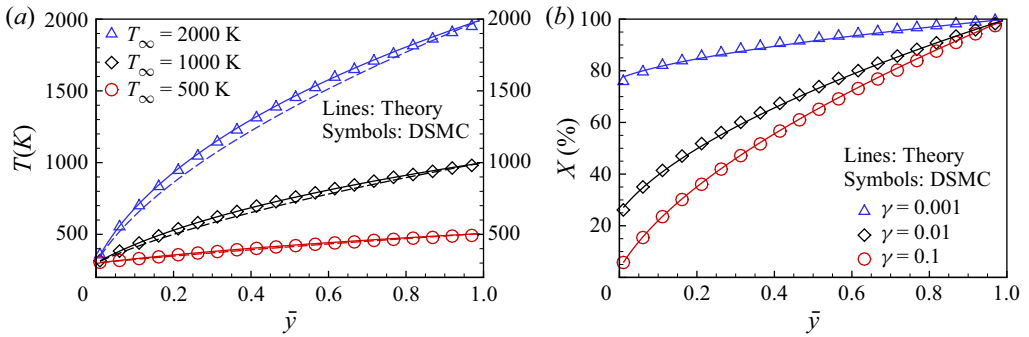 (a)
2000
1500
1000
500
T(K)
T∞ = 2000 K
T∞ = 1000 K
T∞ = 500 K
Lines: Theory
Symbols: DSMC
2000
1500
1000
500
0 0.2 0.4 0.6 0.8 1.0
ȳ
(b)
100
80
60
40
20
X (%)
Lines: Theory
Symbols: DSMC
γ = 0.001
γ = 0.01
γ = 0.1
0 0.2 0.4 0.6 0.8 1.0
ȳ